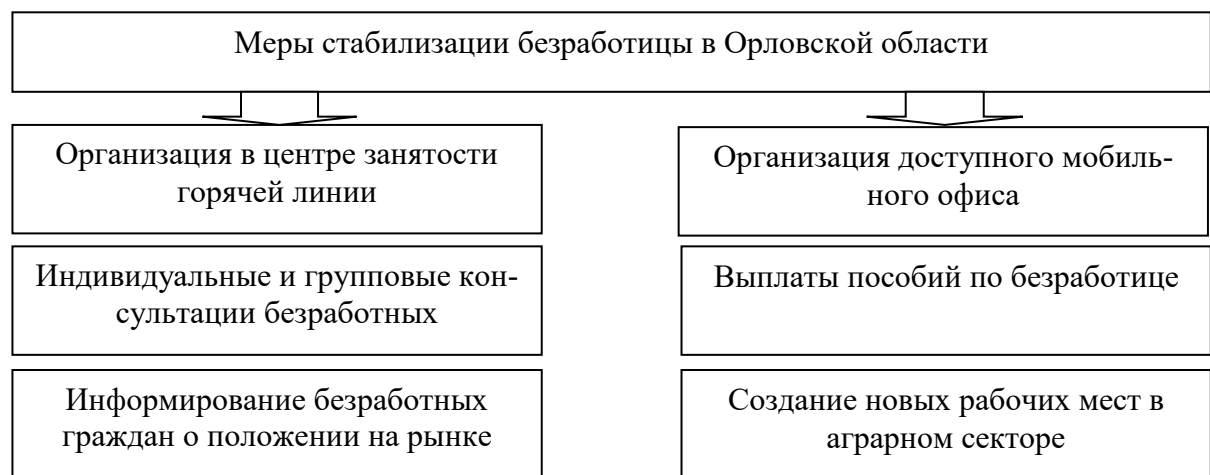 Меры стабилизации безработицы в Орловской области
Организация в центре занятости
горячей линии
Организация доступного мобиль-
ного офиса
Индивидуальные и групповые кон-
сультации безработных
Выплаты пособий по безработице
Информирование безработных
граждан о положении на рынке
Создание новых рабочих мест в
аграрном секторе